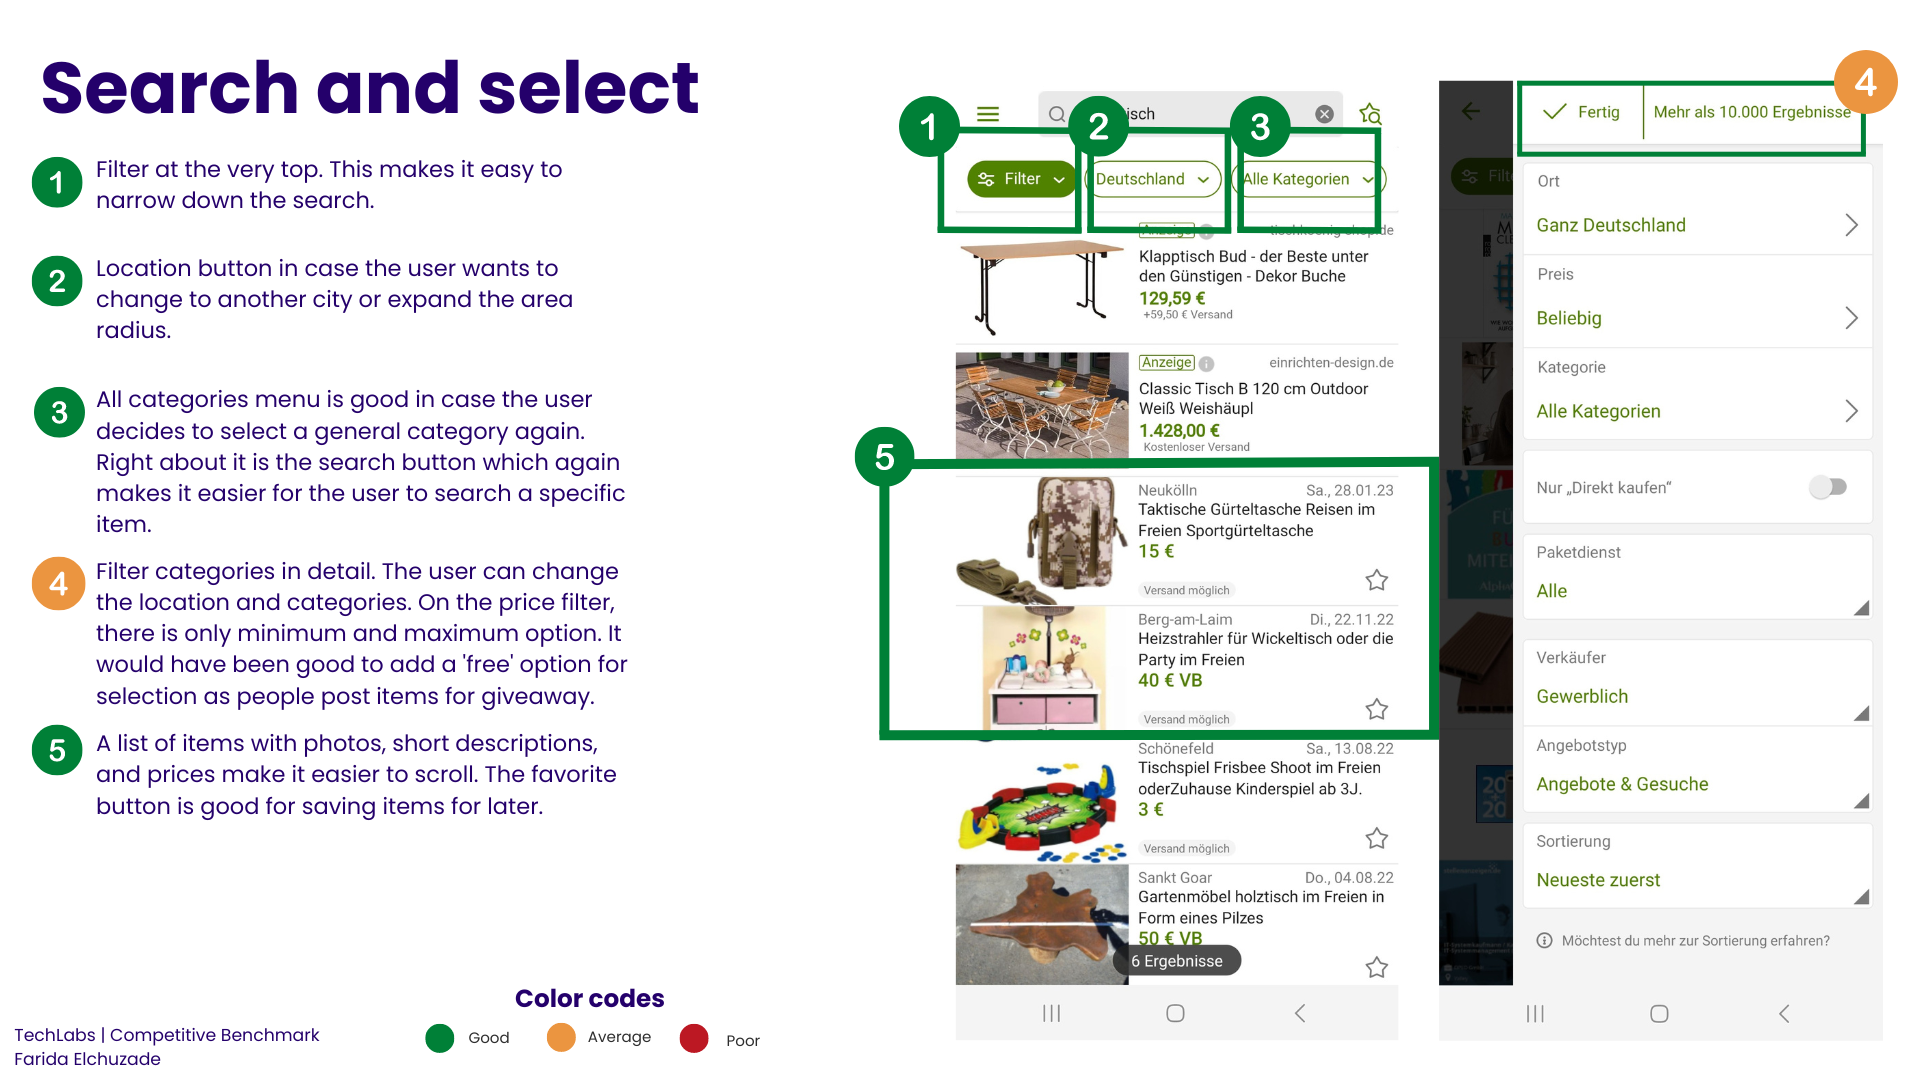 Search and select
1
Filter at the very top. This makes it easy to
narrow down the search.
2
Location button in case the user wants to
change to another city or expand the area
radius.
3
All categories menu is good in case the user
decides to select a general category again.
Right about it is the search button which again
makes it easier for the user to search a specific
item.
4
Filter categories in detail. The user can change
the location and categories. On the price filter,
there is only minimum and maximum option. It
would have been good to add a 'free' option for
selection as people post items for giveaway.
5
A list of items with photos, short descriptions,
and prices make it easier to scroll. The favorite
button is good for saving items for later.
Color codes
Good
Average
Poor
TechLabs | Competitive Benchmark
Farida Elchuzade
1
2
3
isch
Filter
Deutschland
Alle Kategorien
Anzeige
Klapptisch Bud - der Beste unter
den Günstigen - Dekor Buche
129,59 €
+59,50 € Versand
Anzeige
einrichten-design.de
Classic Tisch B 120 cm Outdoor
Weiß Weishäupl
1.428,00 €
Kostenloser Versand
5
Neukölln
Sa., 28.01.23
Taktische Gürteltasche Reisen im
Freien Sportgürteltasche
15 €
Versand möglich
Berg-am-Laim
Di., 22.11.22
Heizstrahler für Wickeltisch oder die
Party im Freien
40 € VB
Versand möglich
Schönefeld
Sa., 13.08.22
Tischspiel Frisbee Shoot im Freien
oderZuhause Kinderspiel ab 3J.
3 €
Versand möglich
Sankt Goar
Do., 04.08.22
Gartenmöbel holztisch im Freien in
Form eines Pilzes
50 € VB
6 Ergebnisse
4
Fertig
Mehr als 10.000 Ergebnisse
Filte
Ort
Ganz Deutschland
Preis
Beliebig
Kategorie
Alle Kategorien
Nur „Direkt kaufen“
Paketdienst
Alle
Verkäufer
Gewerblich
Angebotstyp
Angebote & Gesuche
Sortierung
Neueste zuerst
Möchtest du mehr zur Sortierung erfahren?